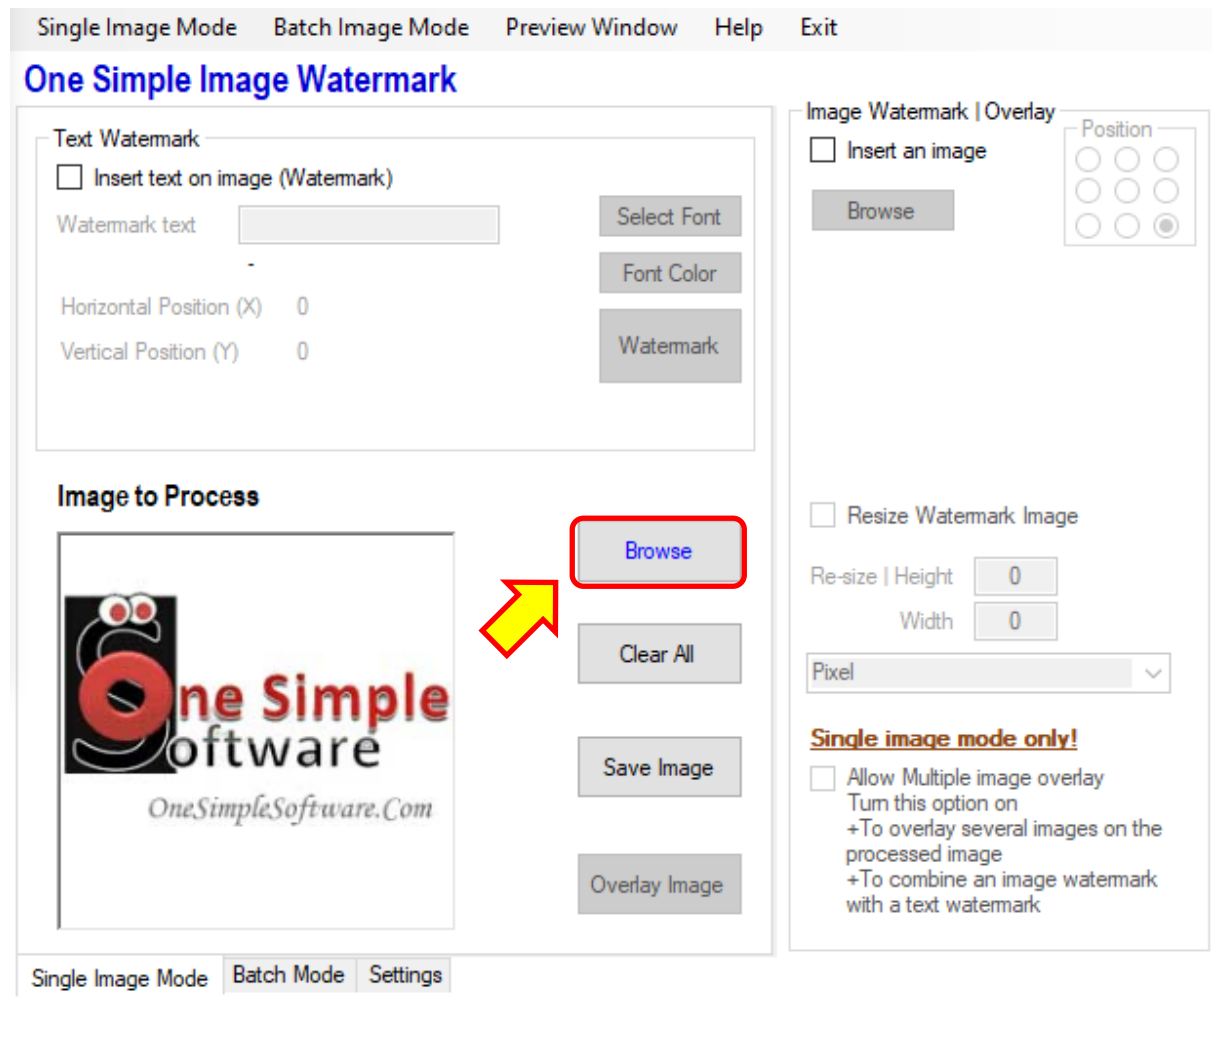 Single Image Mode Batch Image Mode Preview Window Help Exit
One Simple Image Watermark
Text Watermark
Insert text on image (Watermark)
Watermark text
Select Font
-
Font Color
Horizontal Position (X) 0
Vertical Position (Y) 0
Watermark
Image to Process
Browse
One Simple
Software
OneSimpleSoftware.Com
Clear All
Save Image
Overlay Image
Single Image Mode Batch Mode Settings
Image Watermark | Overlay
Insert an image
Position
Browse
Resize Watermark Image
Re-size | Height 0
Width 0
Pixel
Single image mode only!
Allow Multiple image overlay
Turn this option on
+To overlay several images on the
processed image
+To combine an image watermark
with a text watermark